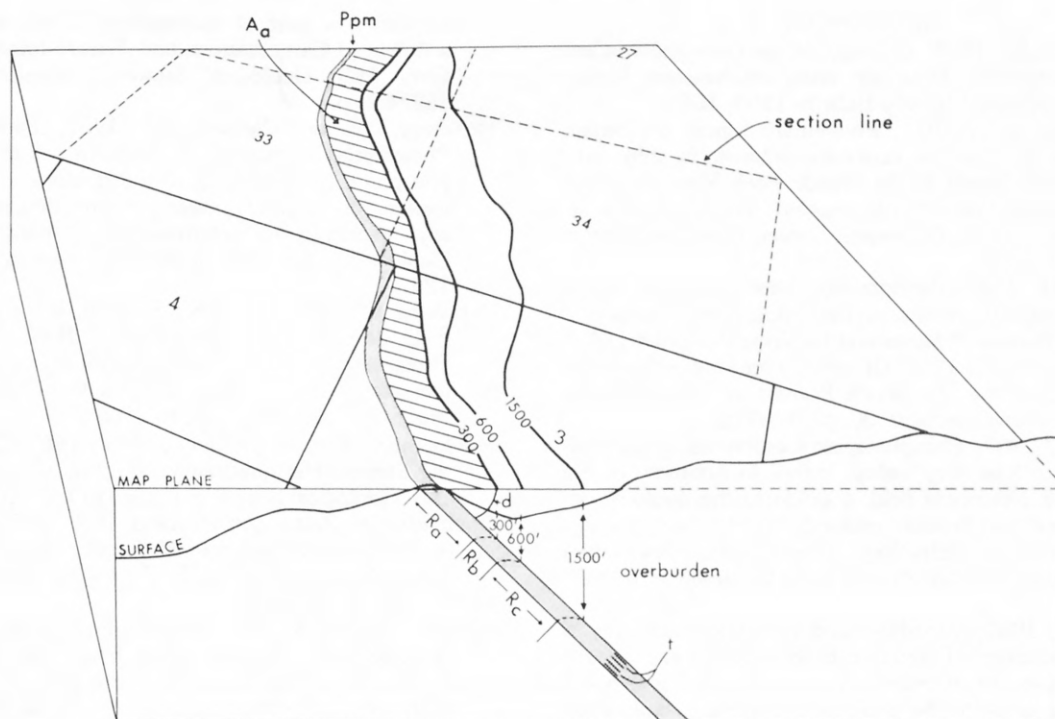 Ppm
Aa
27
33
section line
34
4
1500
3
600
300
MAP PLANE
d
SURFACE
300'
600'
1500'
overburden
Ra
Rb
Rc
t